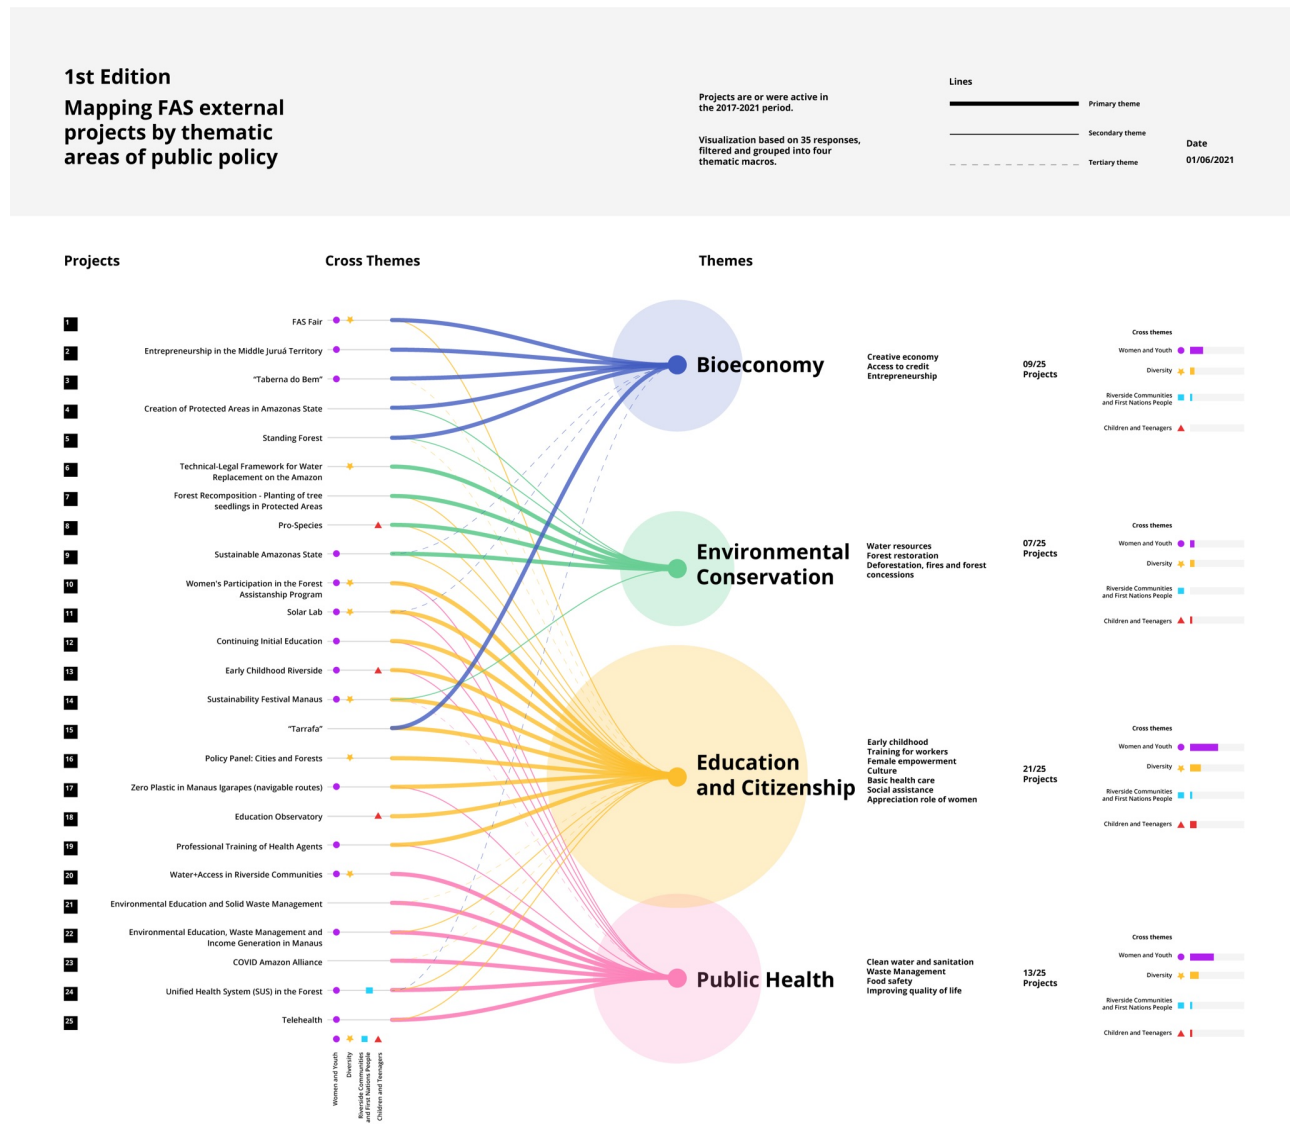 1st Edition
Mapping FAS external
projects by thematic
areas of public policy
Projects are or were active in
the 2017-2021 period.
Visualization based on 35 responses,
filtered and grouped into four
thematic macros.
Lines
Primary theme
Secondary theme
Tertiary theme
Date
01/06/2021
Projects
Cross Themes
Themes
1
FAS Fair
2
Entrepreneurship in the Middle Juruá Territory
3
"Taberna do Bem"
4
Creation of Protected Areas in Amazonas State
5
Standing Forest
6
Technical-Legal Framework for Water
Replacement on the Amazon
7
Forest Recomposition - Planting of tree
seedlings in Protected Areas
8
Pro-Species
9
Sustainable Amazonas State
10
Women's Participation in the Forest
Assistanship Program
11
Solar Lab
12
Continuing Initial Education
13
Early Childhood Riverside
14
Sustainability Festival Manaus
15
"Tarrafa"
16
Policy Panel: Cities and Forests
17
Zero Plastic in Manaus Igarapes (navigable routes)
18
Education Observatory
19
Professional Training of Health Agents
20
Water+Access in Riverside Communities
21
Environmental Education and Solid Waste Management
22
Environmental Education, Waste Management and
Income Generation in Manaus
23
COVID Amazon Alliance
24
Unified Health System (SUS) in the Forest
25
Telehealth
Women and Youth
Diversity
Riverside Communities
and First Nations People
Children and Teenagers
Bioeconomy
Creative economy
Access to credit
Entrepreneurship
09/25
Projects
Cross themes
Women and Youth
Diversity
Riverside Communities
and First Nations People
Children and Teenagers
Environmental
Conservation
Water resources
Forest restoration
Deforestation, fires and forest
concessions
07/25
Projects
Cross themes
Women and Youth
Diversity
Riverside Communities
and First Nations People
Children and Teenagers
Education
and Citizenship
Early childhood
Training for workers
Female empowerment
Culture
Basic health care
Social assistance
Appreciation role of women
21/25
Projects
Cross themes
Women and Youth
Diversity
Riverside Communities
and First Nations People
Children and Teenagers
Public Health
Clean water and sanitation
Waste Management
Food safety
Improving quality of life
13/25
Projects
Cross themes
Women and Youth
Diversity
Riverside Communities
and First Nations People
Children and Teenagers